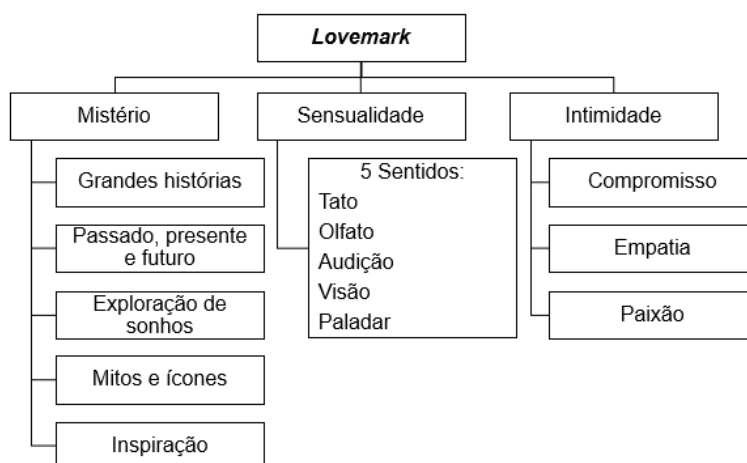 Lovemark
Mistério
Grandes histórias
Passado, presente
e futuro
Exploração de
sonhos
Mitos e ícones
Inspiração
Sensualidade
5 Sentidos:
Tato
Olfato
Audição
Visão
Paladar
Intimidade
Compromisso
Empatia
Paixão